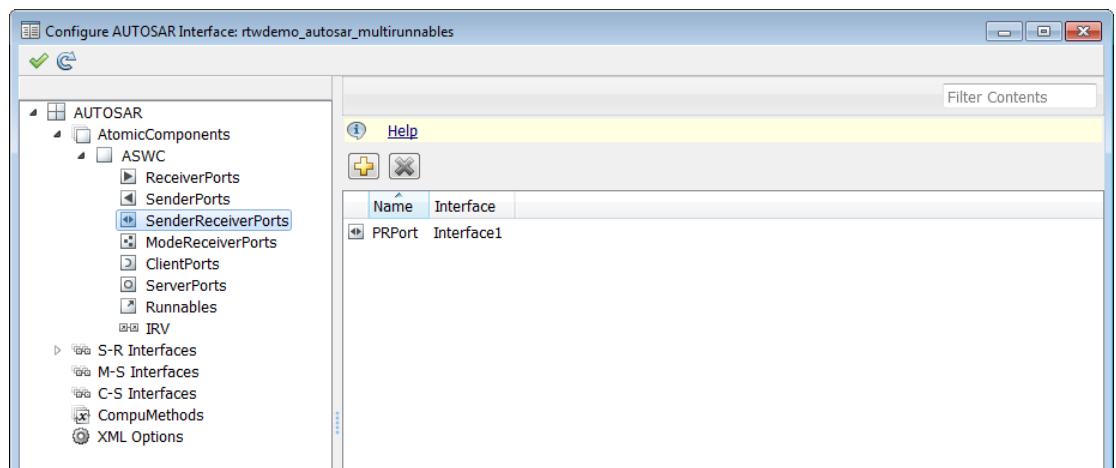 Configure AUTOSAR Interface: rtwdemo_autosar_multirunnables
Filter Contents
AUTOSAR
AtomicComponents
ASWC
ReceiverPorts
SenderPorts
SenderReceiverPorts
ModeReceiverPorts
ClientPorts
ServerPorts
Runnables
IRV
S-R Interfaces
M-S Interfaces
C-S Interfaces
CompuMethods
XML Options
Help
Name Interface
PRPort Interface1